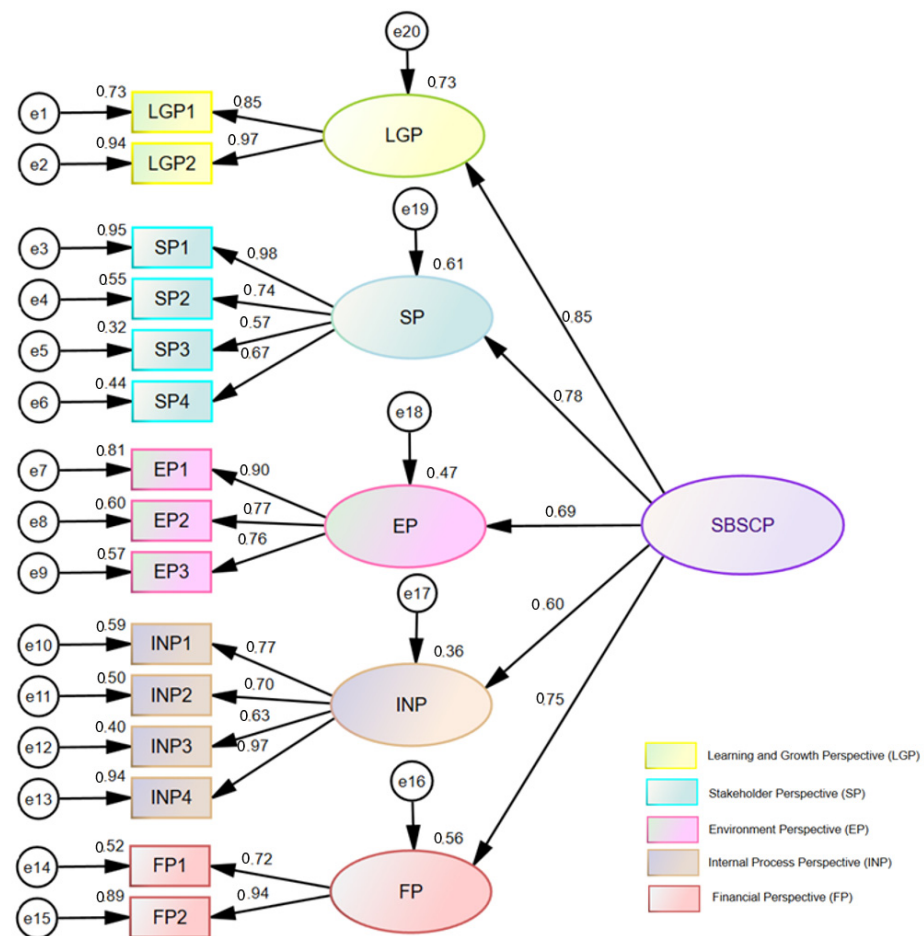 e20
0.73
0.73
e1
LGP1
0.85
LGP
0.94
0.97
e2
LGP2
e19
0.95
0.61
e3
SP1
0.98
0.55
e4
SP2
0.74
SP
0.85
0.32
0.57
e5
SP3
0.67
0.44
0.78
e6
SP4
e18
0.81
0.47
e7
EP1
0.90
0.60
e8
EP2
0.77
EP
0.69
SBSCP
0.57
0.76
e9
EP3
e17
0.59
0.60
e10
INP1
0.77
0.36
0.50
e11
INP2
0.70
INP
0.75
0.40
0.63
e12
INP3
0.97
0.94
e13
INP4
e16
0.52
0.56
e14
FP1
0.72
FP
0.89
0.94
e15
FP2
Learning and Growth Perspective (LGP)
Stakeholder Perspective (SP)
Environment Perspective (EP)
Internal Process Perspective (INP)
Financial Perspective (FP)